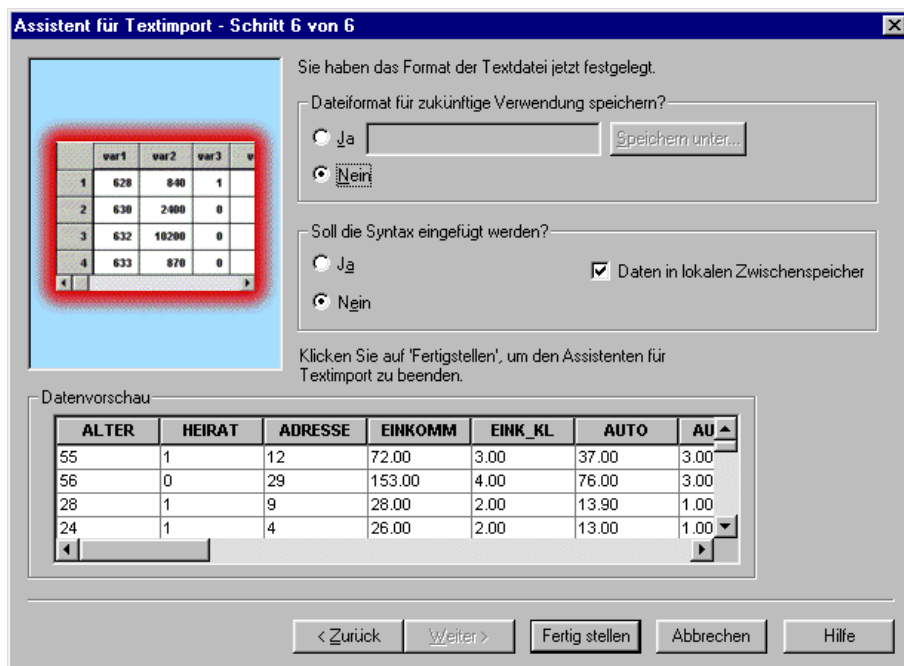 Assistent für Textimport - Schritt 6 von 6
Sie haben das Format der Textdatei jetzt festgelegt.
Dateiformat für zukünftige Verwendung speichern?
Ja
Speichern unter...
Nein
var1 var2 var3 v
1 628 840 1
2 630 2400 0
3 632 10200 0
4 633 870 0
Soll die Syntax eingefügt werden?
Ja
Daten in lokalen Zwischenspeicher
Nein
Klicken Sie auf 'Fertigstellen', um den Assistenten für
Textimport zu beenden.
Datenvorschau
ALTER HEIRAT ADRESSE EINKOMM EINK_KL AUTO AU
55 1 12 72.00 3.00 37.00 3.00
56 0 29 153.00 4.00 76.00 3.00
28 1 9 28.00 2.00 13.90 1.00
24 1 4 26.00 2.00 13.00 1.00
< Zurück Weiter > Fertig stellen Abbrechen Hilfe